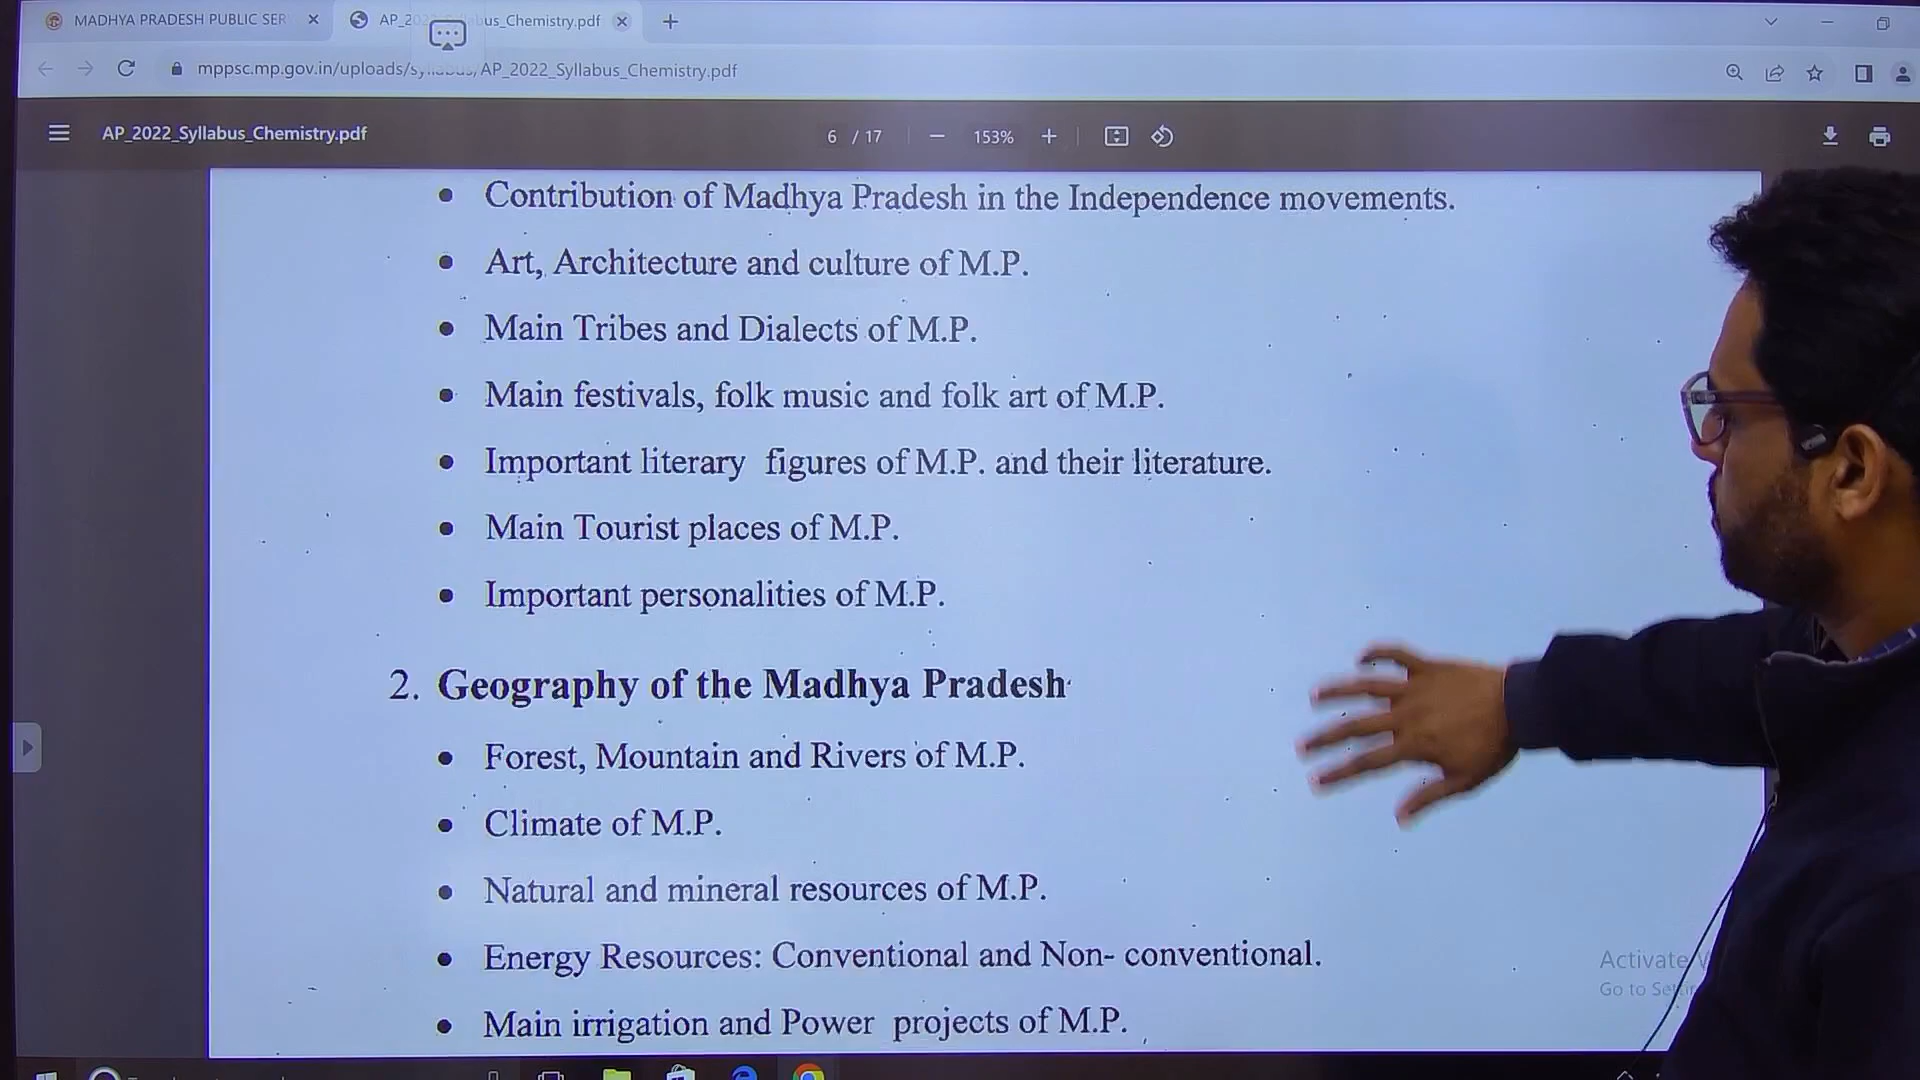 MADHYA PRADESH PUBLIC SER
mppsc.mp.gov.in/uploads/syllabus/AP_2022_Syllabus_Chemistry.pdf
AP_2022_Syllabus_Chemistry.pdf
6 / 17
153%
• Contribution of Madhya Pradesh in the Independence movements.
• Art, Architecture and culture of M.P.
• Main Tribes and Dialects of M.P.
• Main festivals, folk music and folk art of M.P.
• Important literary figures of M.P. and their literature.
• Main Tourist places of M.P.
• Important personalities of M.P.
2. Geography of the Madhya Pradesh
• Forest, Mountain and Rivers of M.P.
• Climate of M.P.
• Natural and mineral resources of M.P.
• Energy Resources: Conventional and Non- conventional.
• Main irrigation and Power projects of M.P.
Activate
Go to